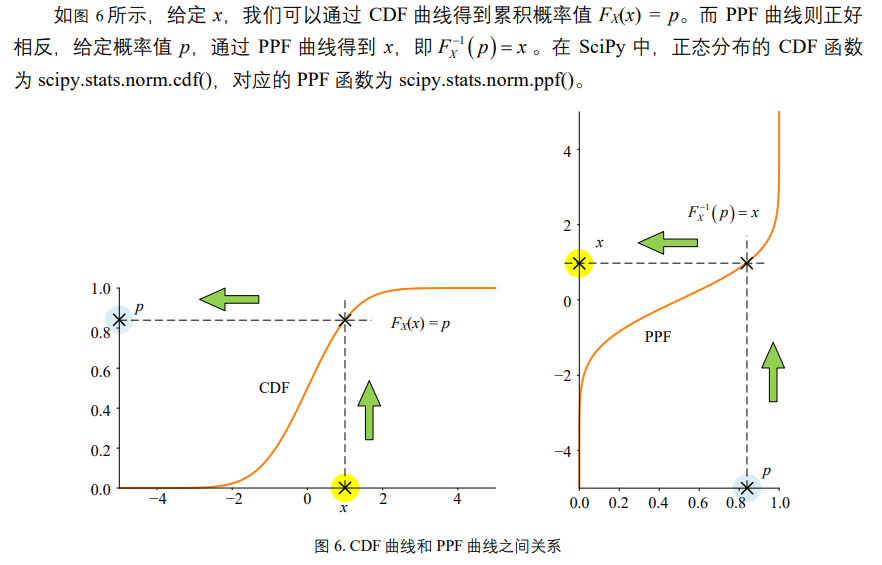 如图 6 所示，给定 x，我们可以通过 CDF 曲线得到累积概率值 FX(x) = p。而 PPF 曲线则正好
相反，给定概率值 p，通过 PPF 曲线得到 x，即 F_X^{-1}(p) = x 。在 SciPy 中，正态分布的 CDF 函数
为 scipy.stats.norm.cdf()，对应的 PPF 函数为 scipy.stats.norm.ppf()。
1.0
0.8
0.6
0.4
0.2
0.0
p
FX(x) = p
CDF
−4
−2
0
2
4
x
4
2
0
−2
−4
F_X^{-1}(p) = x
x
PPF
p
0.0
0.2
0.4
0.6
0.8
1.0
图 6. CDF 曲线和 PPF 曲线之间关系